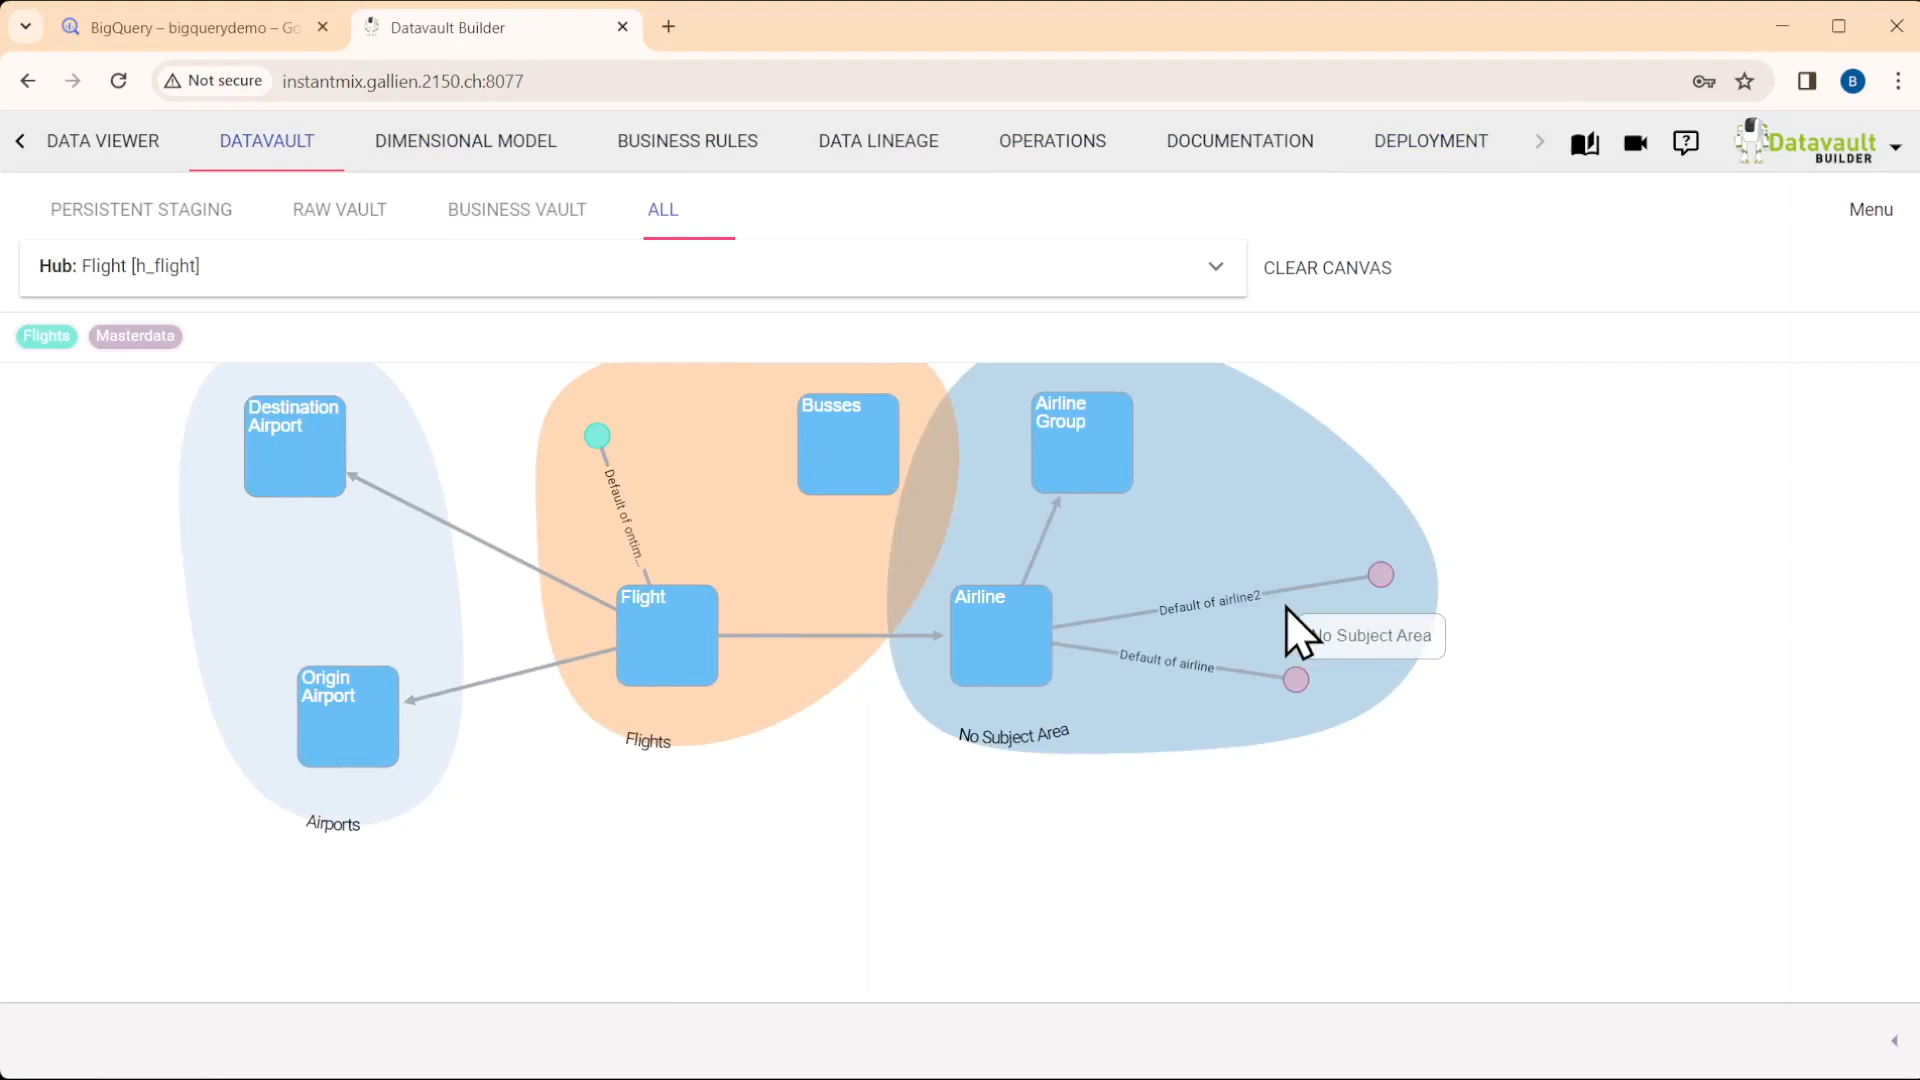 BigQuery – bigquerydemo – Go
Datavault Builder
Not secure
instantmix.gallien.2150.ch:8077
B
DATA VIEWER
DATAVAULT
DIMENSIONAL MODEL
BUSINESS RULES
DATA LINEAGE
OPERATIONS
DOCUMENTATION
DEPLOYMENT
Datavault
BUILDER
PERSISTENT STAGING
RAW VAULT
BUSINESS VAULT
ALL
Menu
Hub: Flight [h_flight]
CLEAR CANVAS
Flights
Masterdata
Destination
Airport
Busses
Airline
Group
Default of ontim...
Flight
Airline
Default of airline2
No Subject Area
Default of airline
Origin
Airport
Flights
No Subject Area
Airports